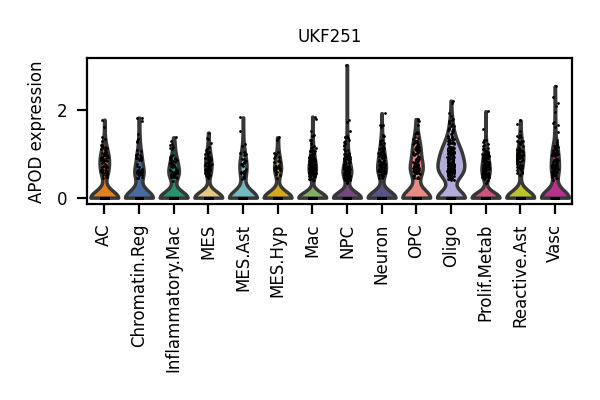 UKF251
APOD expression
2
0
AC
Chromatin.Reg
Inflammatory.Mac
MES
MES.Ast
MES.Hyp
Mac
NPC
Neuron
OPC
Oligo
Prolif.Metab
Reactive.Ast
Vasc